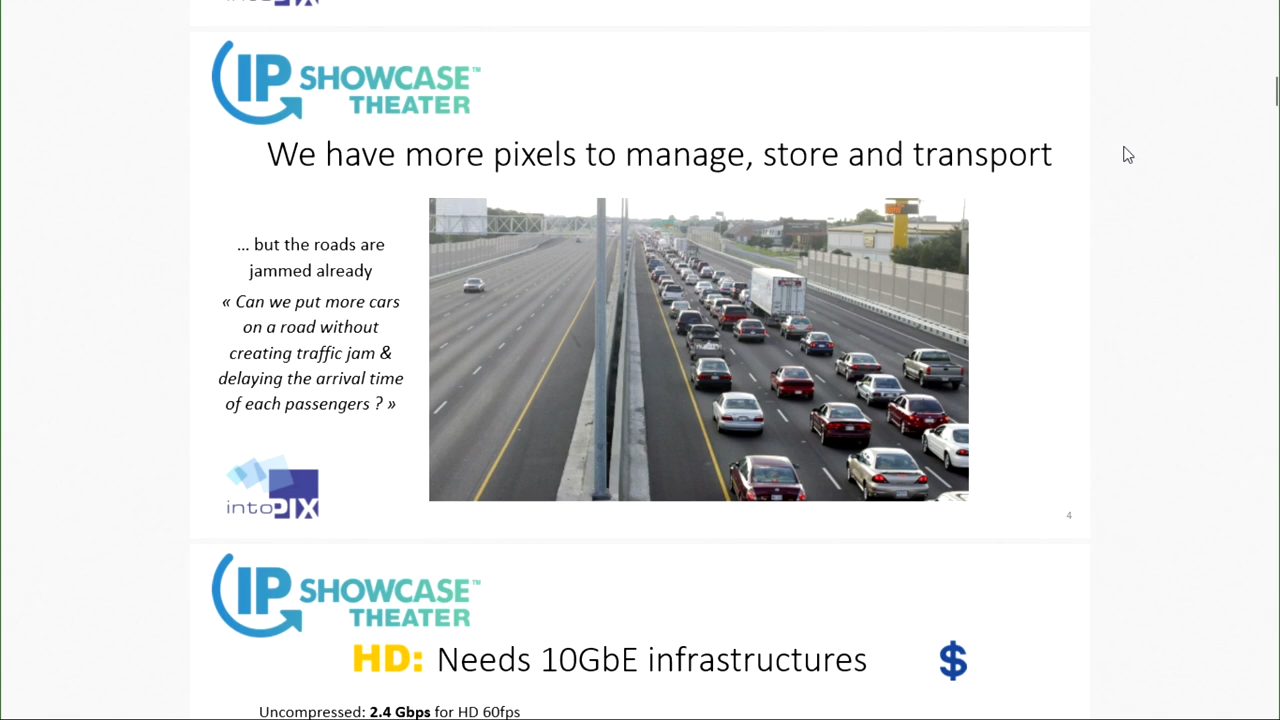 IP SHOWCASE™
THEATER
We have more pixels to manage, store and transport
... but the roads are
jammed already
« Can we put more cars
on a road without
creating traffic jam &
delaying the arrival time
of each passengers ? »
intoPIX
4
IP SHOWCASE™
THEATER
HD: Needs 10GbE infrastructures $
Uncompressed: 2.4 Gbps for HD 60fps